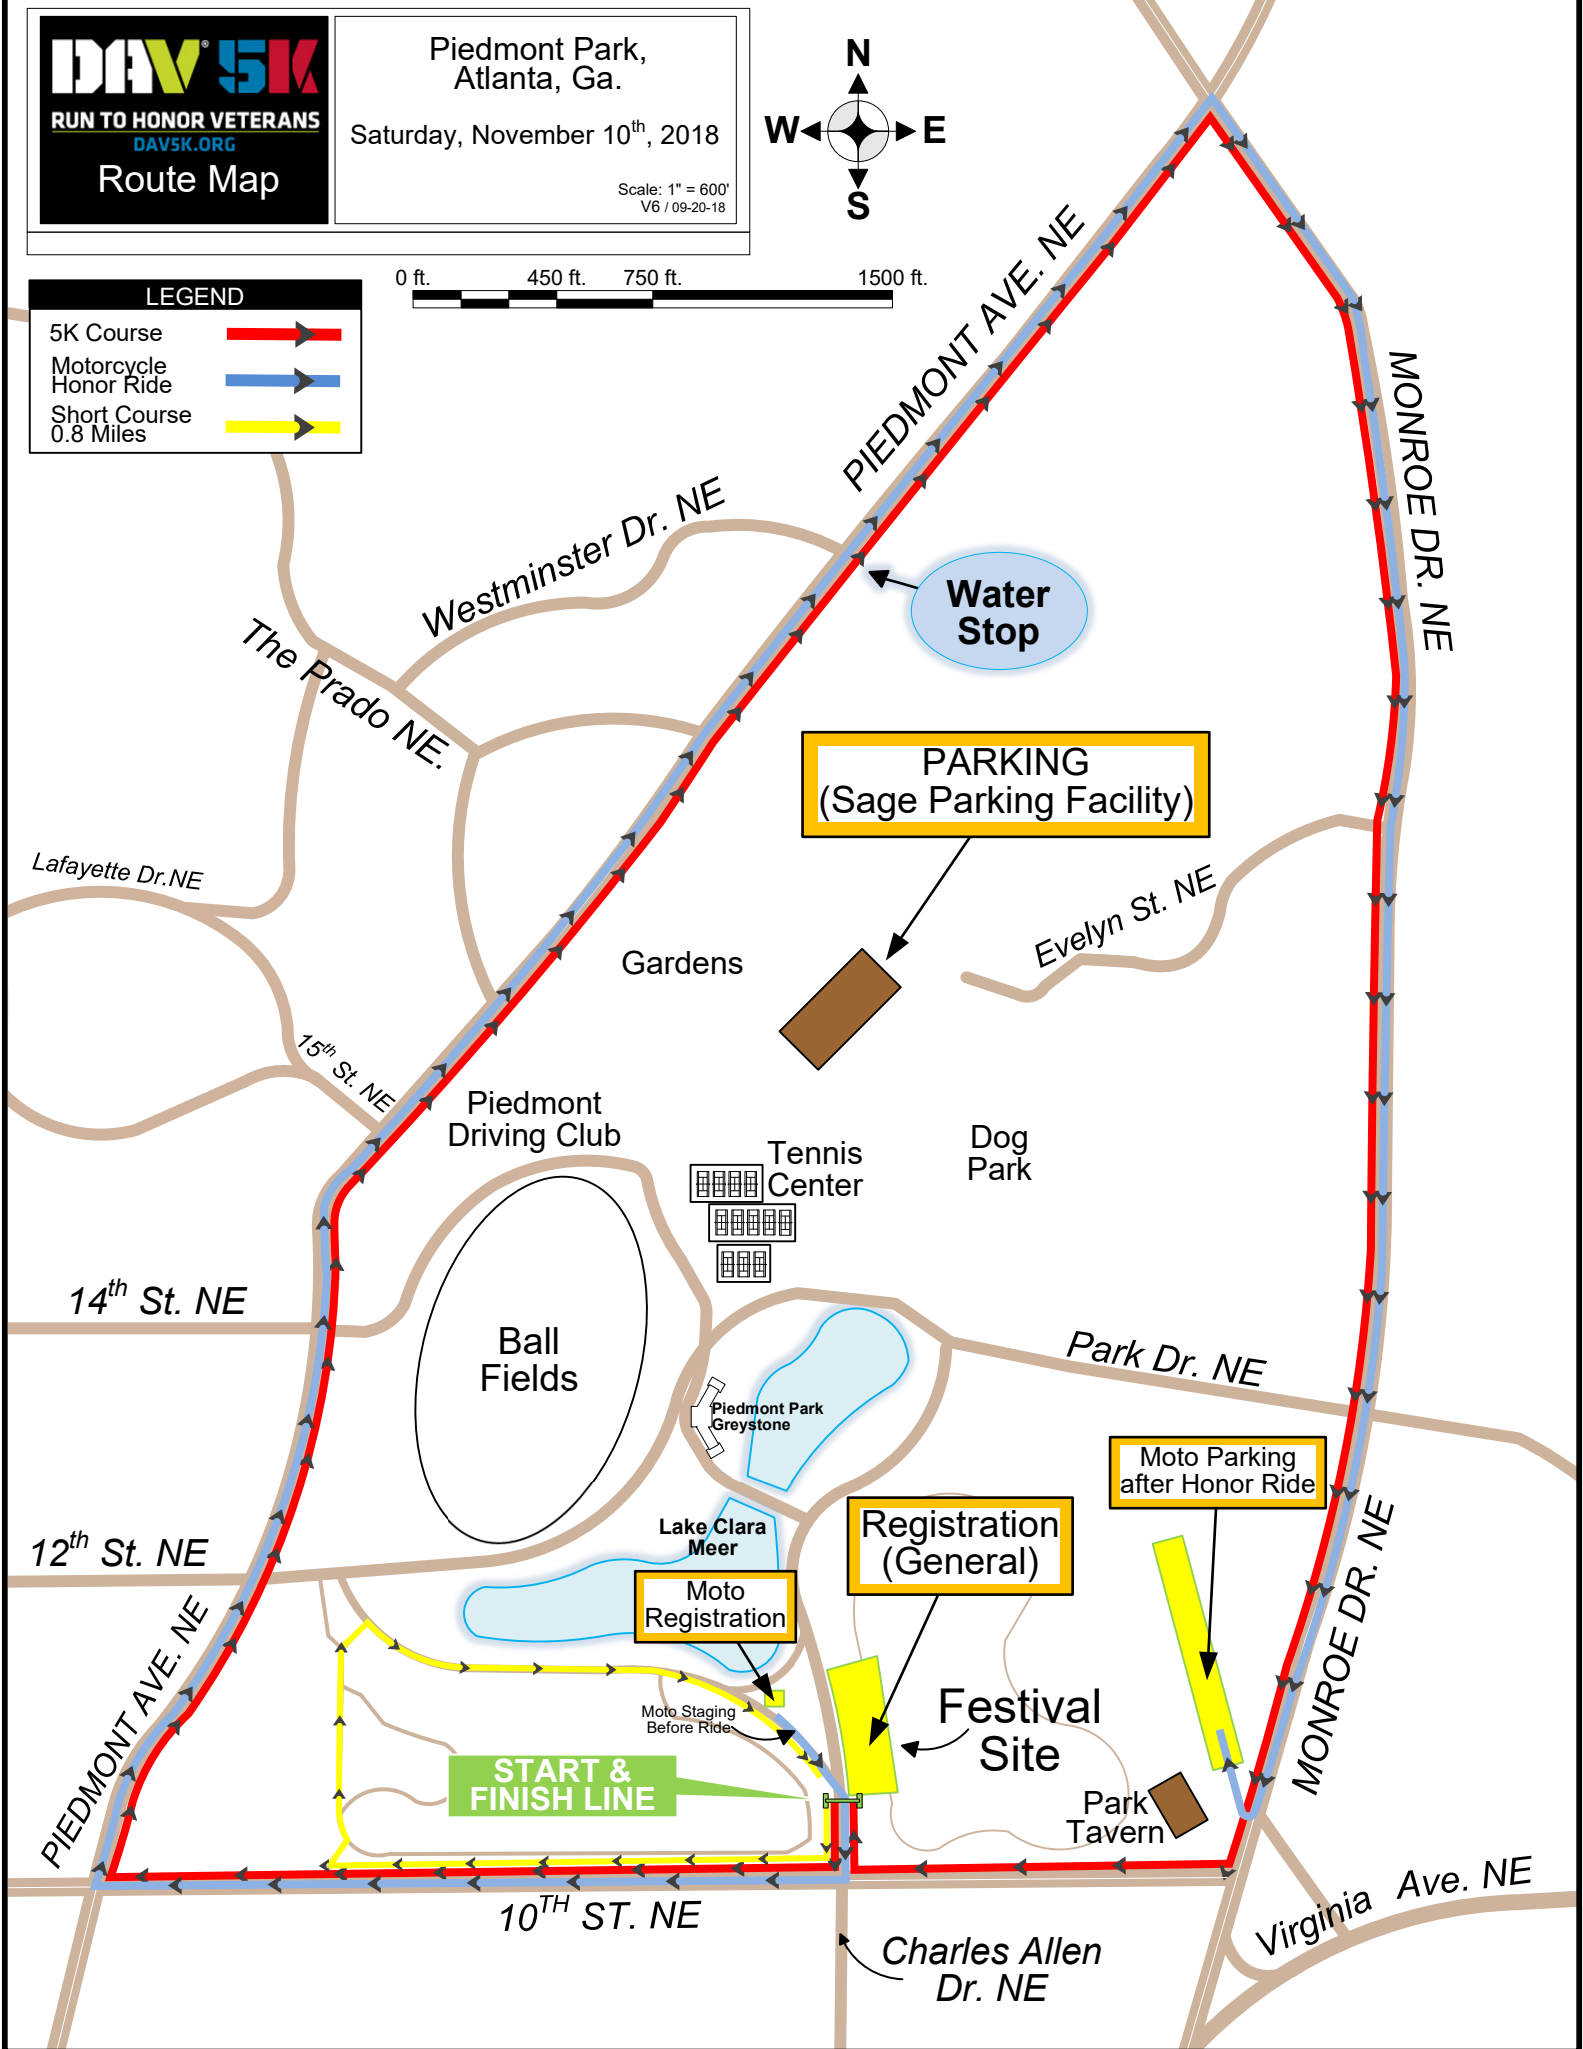 DAV® 5K
RUN TO HONOR VETERANS
DAV5K.ORG
Route Map
Piedmont Park,
Atlanta, Ga.
Saturday, November 10th, 2018
Scale: 1" = 600'
V6 / 09-20-18
N
W
E
S
LEGEND
5K Course
Motorcycle
Honor Ride
Short Course
0.8 Miles
0 ft.
450 ft.
750 ft.
1500 ft.
PIEDMONT AVE. NE
MONROE DR. NE
Westminster Dr. NE
Water
Stop
The Prado NE.
PARKING
(Sage Parking Facility)
Lafayette Dr.NE
Evelyn St. NE
Gardens
15th St. NE
Piedmont
Driving Club
Tennis
Center
Dog
Park
14th St. NE
Ball
Fields
Park Dr. NE
Piedmont Park
Greystone
Moto Parking
after Honor Ride
Lake Clara
Meer
Registration
(General)
12th St. NE
Moto
Registration
MONROE DR. NE
PIEDMONT AVE. NE
Moto Staging
Before Ride
Festival
Site
START &
FINISH LINE
Park
Tavern
10TH ST. NE
Virginia Ave. NE
Charles Allen
Dr. NE